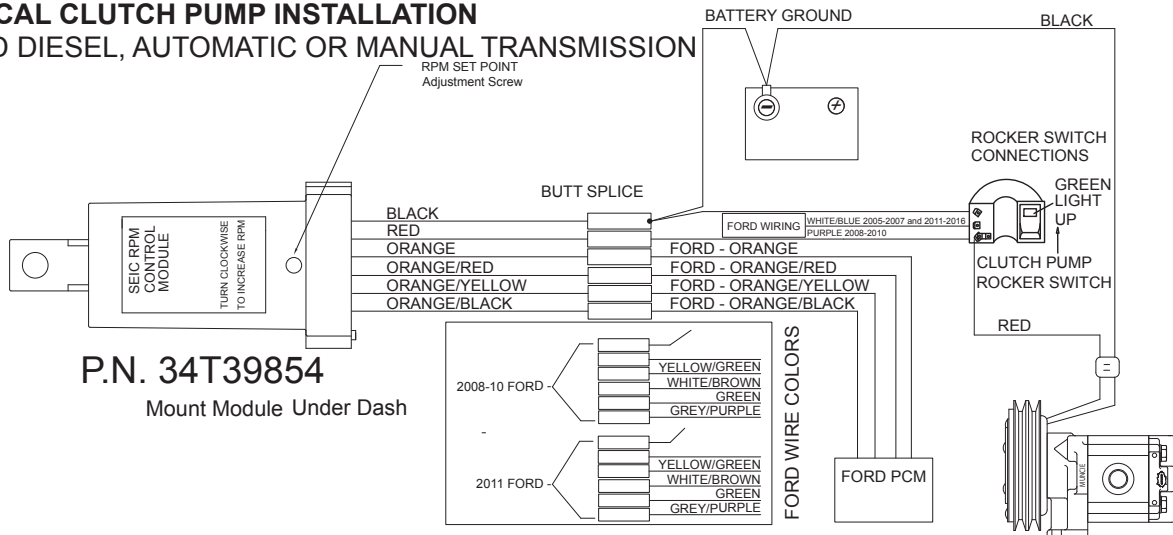 CAL CLUTCH PUMP INSTALLATION
D DIESEL, AUTOMATIC OR MANUAL TRANSMISSION
RPM SET POINT
Adjustment Screw
BATTERY GROUND
BLACK
ROCKER SWITCH
CONNECTIONS
GREEN
LIGHT
UP
CLUTCH PUMP
ROCKER SWITCH
RED
BUTT SPLICE
FORD WIRING
WHITE/BLUE 2005-2007 and 2011-2016
PURPLE 2008-2010
SEIC RPM
CONTROL
MODULE
TURN CLOCKWISE
TO INCREASE RPM
BLACK
RED
ORANGE
ORANGE/RED
ORANGE/YELLOW
ORANGE/BLACK
FORD - ORANGE
FORD - ORANGE/RED
FORD - ORANGE/YELLOW
FORD - ORANGE/BLACK
P.N. 34T39854
Mount Module Under Dash
2008-10 FORD -
YELLOW/GREEN
WHITE/BROWN
GREEN
GREY/PURPLE
-
2011 FORD -
YELLOW/GREEN
WHITE/BROWN
GREEN
GREY/PURPLE
FORD WIRE COLORS
FORD PCM
MUNCIE